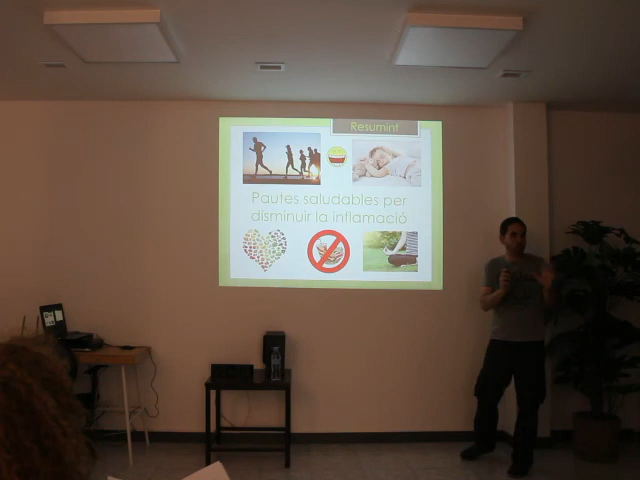 Resumint
Pautes saludables per
disminuir la inflamació